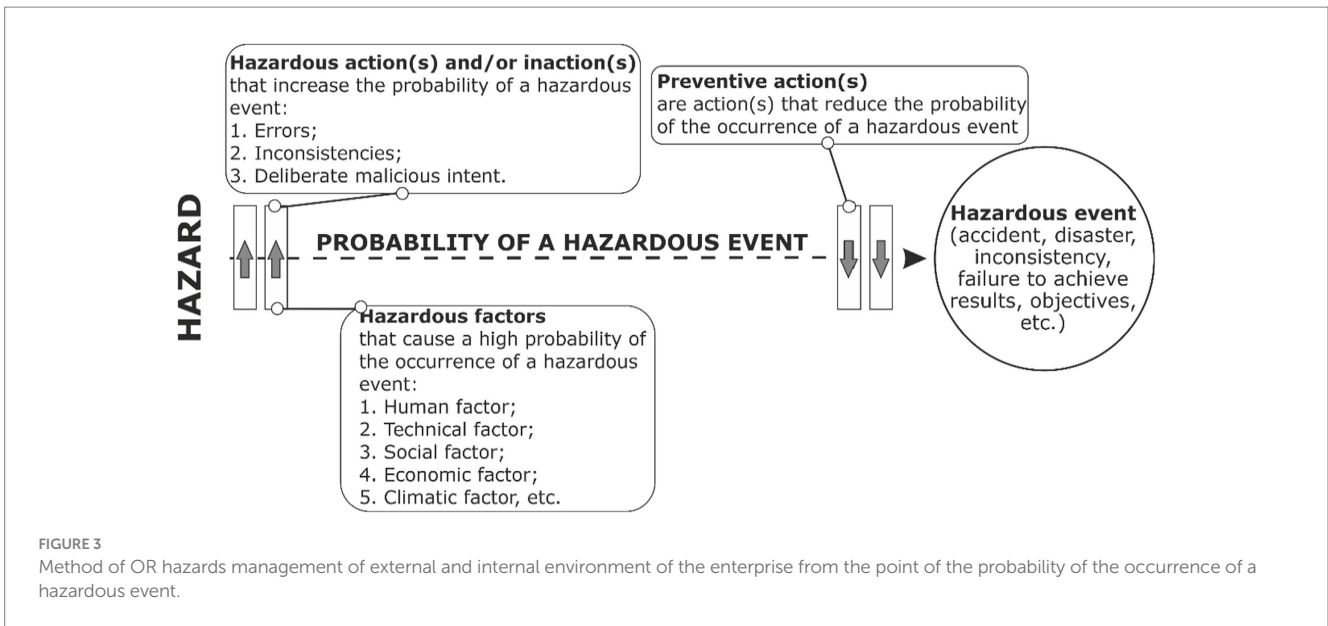 Hazardous action(s) and/or inaction(s)
that increase the probability of a hazardous
event:
1. Errors;
2. Inconsistencies;
3. Deliberate malicious intent.
Preventive action(s)
are action(s) that reduce the probability
of the occurrence of a hazardous event
HAZARD
PROBABILITY OF A HAZARDOUS EVENT
Hazardous event
(accident, disaster,
inconsistency,
failure to achieve
results, objectives,
etc.)
Hazardous factors
that cause a high probability of
the occurrence of a hazardous
event:
1. Human factor;
2. Technical factor;
3. Social factor;
4. Economic factor;
5. Climatic factor, etc.
FIGURE 3
Method of OR hazards management of external and internal environment of the enterprise from the point of the probability of the occurrence of a
hazardous event.